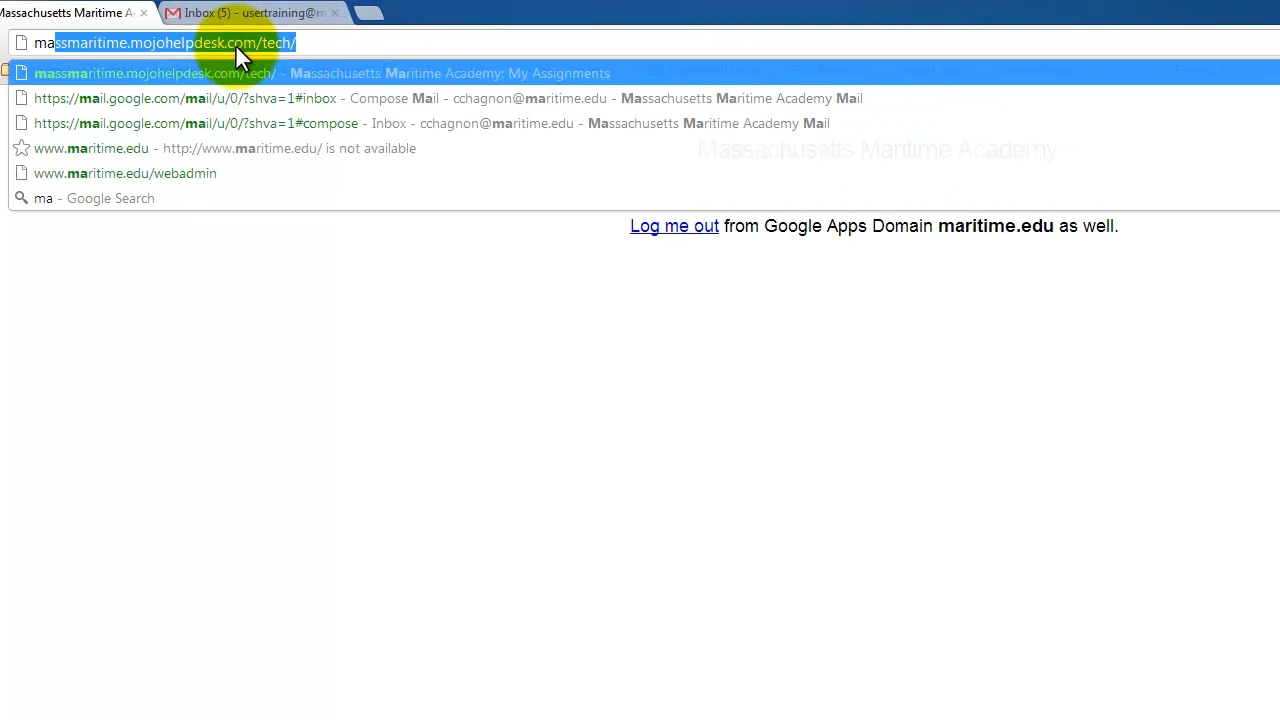 Massachusetts Maritime A
Inbox (5) - usertraining@m
massmaritime.mojohelpdesk.com/tech/
massmaritime.mojohelpdesk.com/tech/ - Massachusetts Maritime Academy: My Assignments
https://mail.google.com/mail/u/0/?shva=1#inbox - Compose Mail - cchagnon@maritime.edu - Massachusetts Maritime Academy Mail
https://mail.google.com/mail/u/0/?shva=1#compose - Inbox - cchagnon@maritime.edu - Massachusetts Maritime Academy Mail
www.maritime.edu - http://www.maritime.edu/ is not available
Massachusetts Maritime Academy
www.maritime.edu/webadmin
ma - Google Search
Log me out from Google Apps Domain maritime.edu as well.